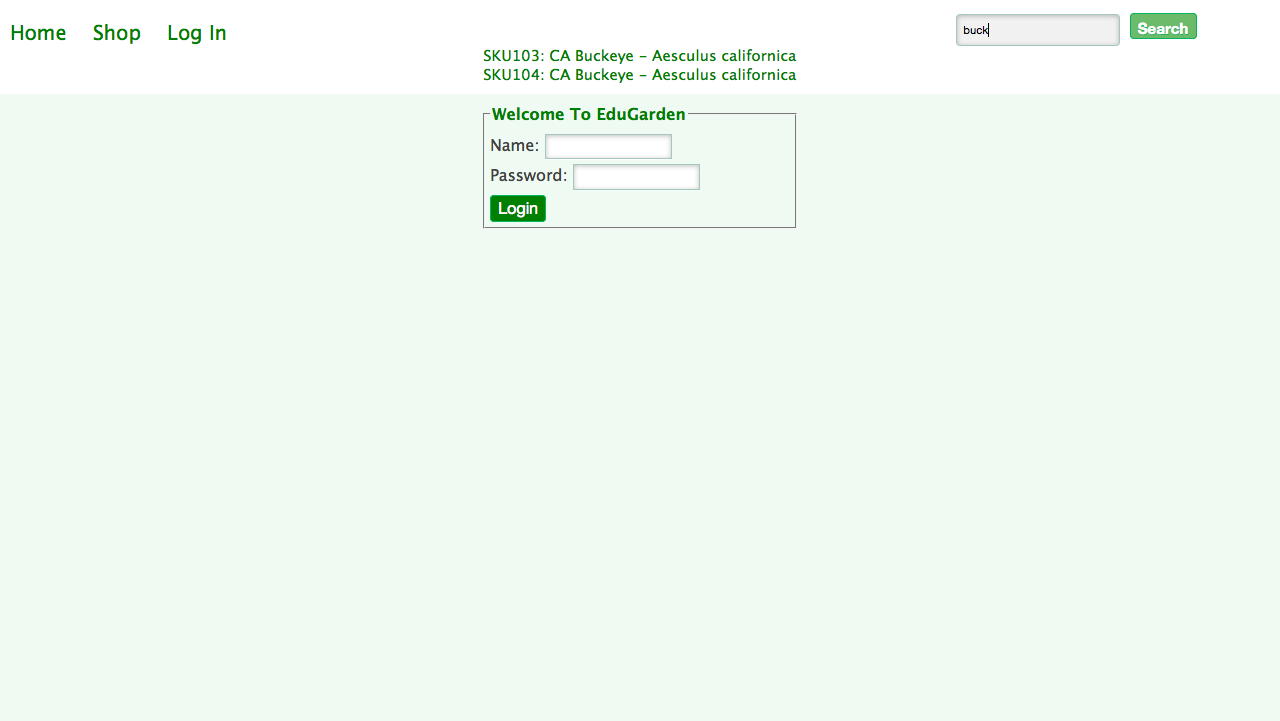 Home Shop Log In
buck Search
SKU103: CA Buckeye – Aesculus californica
SKU104: CA Buckeye – Aesculus californica
Welcome To EduGarden
Name:
Password:
Login